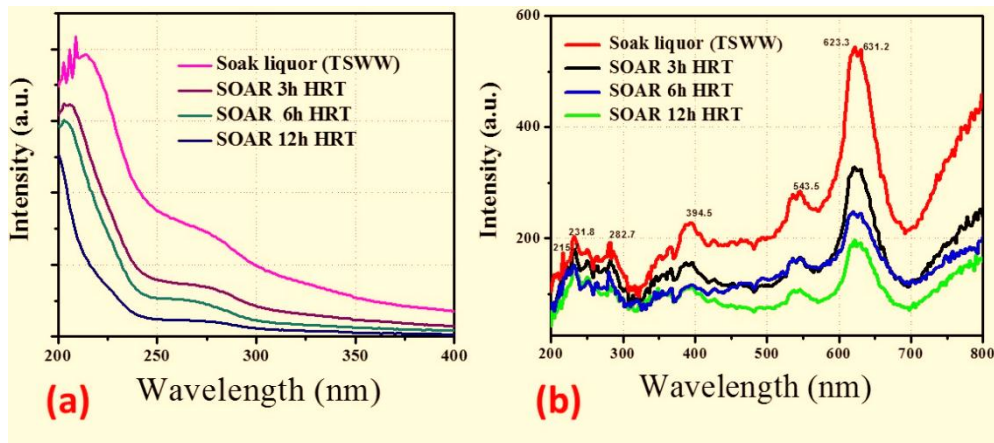 Intensity (a.u.)
Soak liquor (TSWW)
SOAR 3h HRT
SOAR 6h HRT
SOAR 12h HRT
200
250
300
350
400
Wavelength (nm)
(a)
Intensity (a.u.)
600
400
200
Soak liquor (TSWW)
SOAR 3h HRT
SOAR 6h HRT
SOAR 12h HRT
623.3
631.2
543.5
394.5
231.8
282.7
200
300
400
500
600
700
800
Wavelength (nm)
(b)